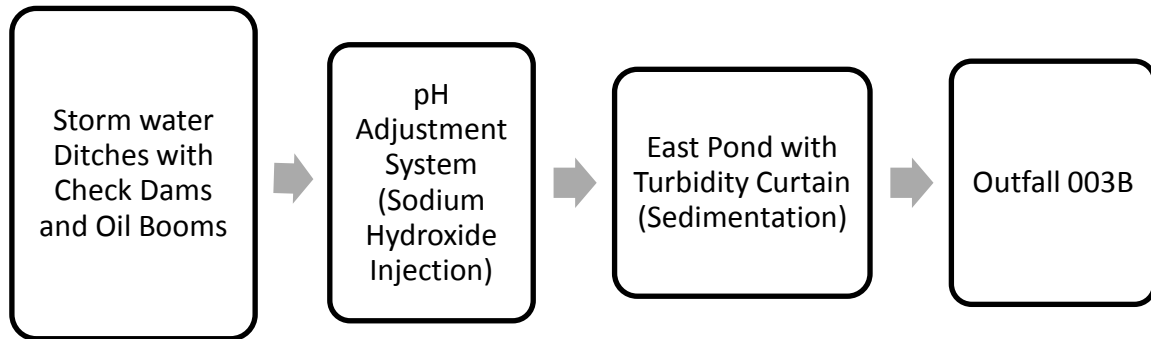 Storm water
Ditches with
Check Dams
and Oil Booms
pH
Adjustment
System
(Sodium
Hydroxide
Injection)
East Pond with
Turbidity Curtain
(Sedimentation)
Outfall 003B